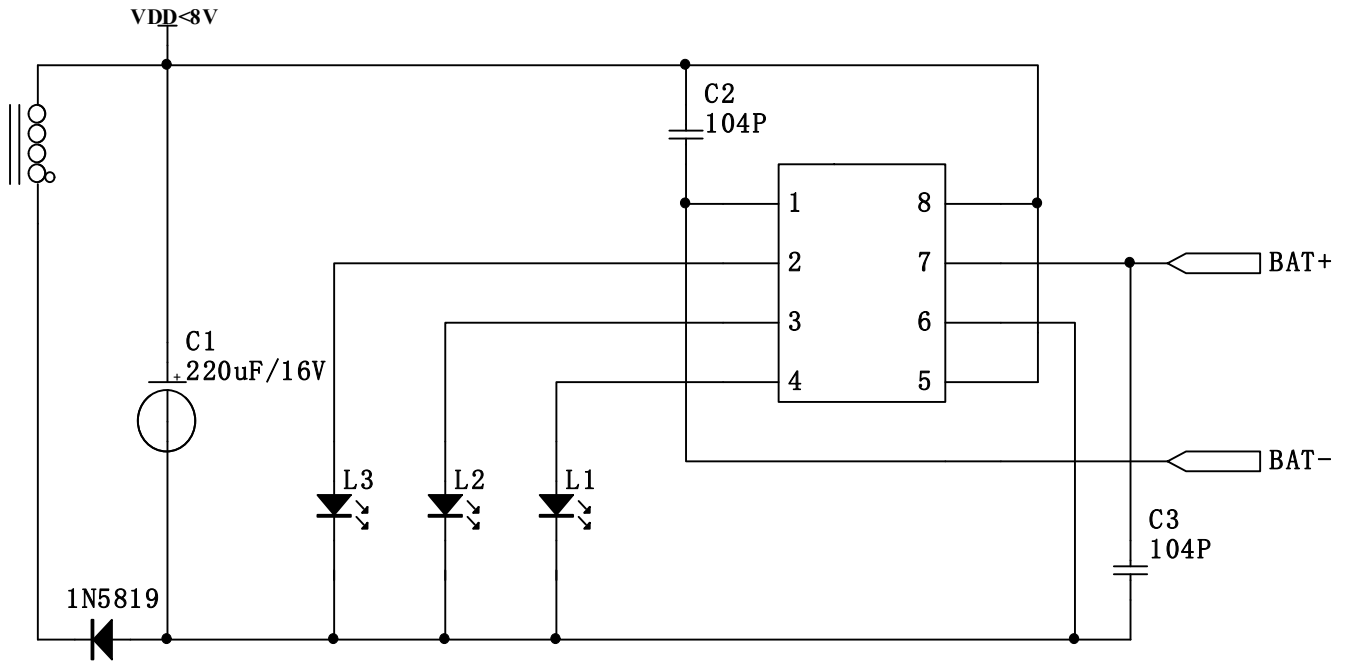 VDD<8V
C2
104P
1
8
2
7
BAT+
3
6
C1
+
220uF/16V
4
5
BAT-
L3
L2
L1
C3
104P
1N5819